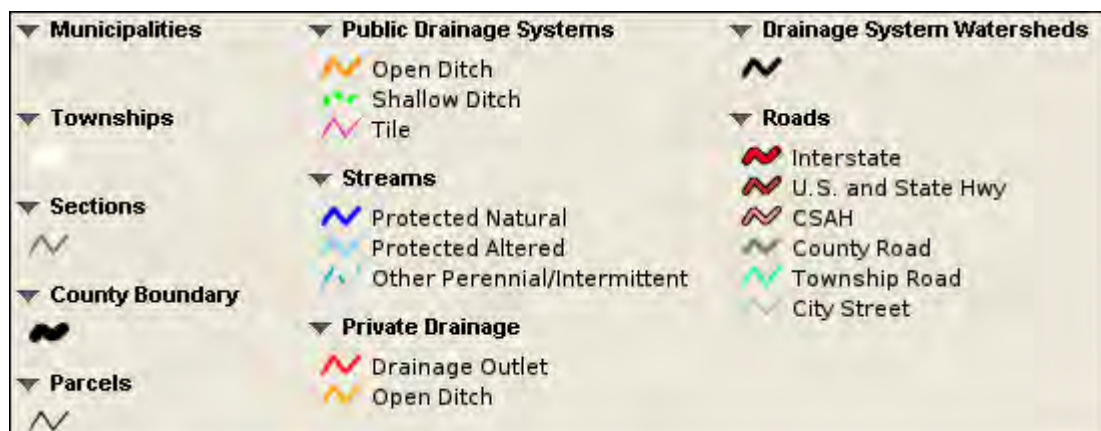 Municipalities
Townships
Sections
County Boundary
Parcels
Public Drainage Systems
Open Ditch
Shallow Ditch
Tile
Streams
Protected Natural
Protected Altered
Other Perennial/Intermittent
Private Drainage
Drainage Outlet
Open Ditch
Drainage System Watersheds
Roads
Interstate
U.S. and State Hwy
CSAH
County Road
Township Road
City Street